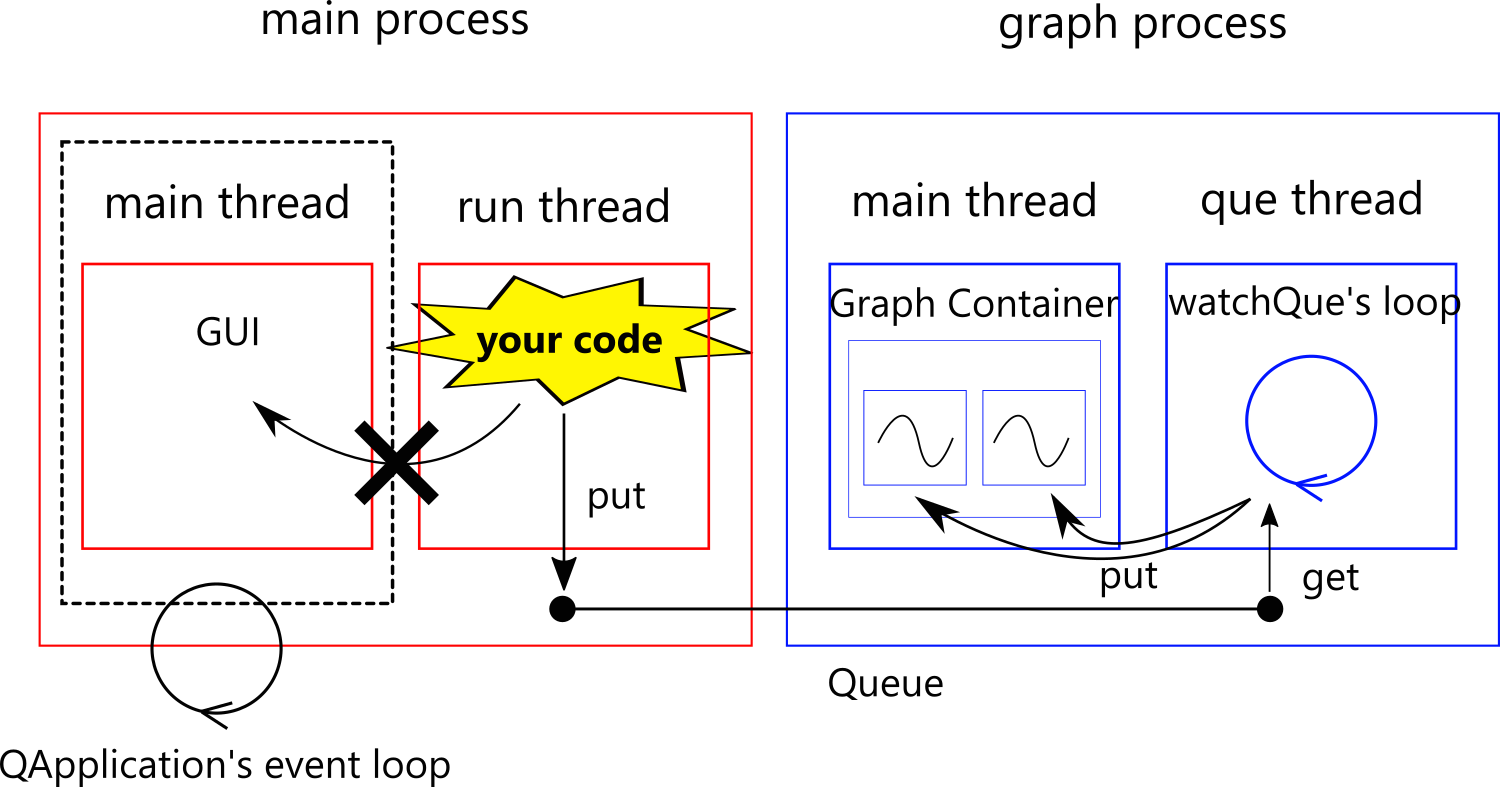 main process
graph process
main thread
run thread
main thread
que thread
GUI
your code
Graph Container
watchQue's loop
put
put
get
Queue
QApplication's event loop